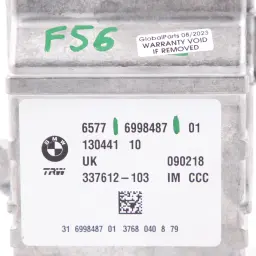 F56
GlobalParts 08/2023
WARRANTY VOID
IF REMOVED
BMW
TRW
6577 6998487 01
130441 10
UK 090218
337612-103 IM CCC
31 6998487 01 3768 040 8 79